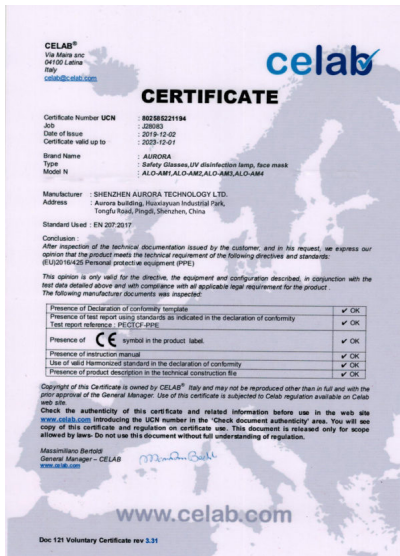 CELAB®
Via Maira snc
04100 Latina
Italy
celab@celab.com
celab
CERTIFICATE
Certificate Number UCN : 802585221194
Job : J28083
Date of Issue : 2019-12-02
Certificate valid up to : 2023-12-01
Brand Name : AURORA
Type : Safety Glasses,UV disinfection lamp, face mask
Model N : ALO-AM1,ALO-AM2,ALO-AM3,ALO-AM4
Manufacturer : SHENZHEN AURORA TECHNOLOGY LTD.
Address : Aurora building, Huaxiyuan Industrial Park,
Tongfu Road, Pingdi, Shenzhen, China
Standard Used : EN 207:2017
Conclusion :
After inspection of the technical documentation issued by the customer, and in his request, we express our
opinion that the product meets the technical requirement of the following directives and standards:
(EU)2016/425 Personal protective equipment (PPE)
This opinion is only valid for the directive, the equipment and configuration described, in conjunction with the
test data detailed above and with compliance with all applicable legal requirement for the product .
The following manufacturer documents was inspected:
Presence of Declaration of conformity template ✔ OK
Presence of test report using standards as indicated in the declaration of conformity
Test report reference : PECTCF-PPE ✔ OK
Presence of CE symbol in the product label. ✔ OK
Presence of instruction manual ✔ OK
Use of valid Harmonized standard in the declaration of conformity ✔ OK
Presence of product description in the technical construction file ✔ OK
Copyright of this Certificate is owned by CELAB® Italy and may not be reproduced other than in full and with the
prior approval of the General Manager. Use of this certificate is subjected to Celab regulation available on Celab
web site.
Check the authenticity of this certificate and related information before use in the web site
www.celab.com introducing the UCN number in the 'Check document authenticity' area. You will see
copy of this certificate and regulation on certificate use. This document is released only for scope
allowed by laws- Do not use this document without full understanding of regulation.
Massimiliano Bertoldi
General Manager – CELAB
www.celab.com
www.celab.com
Doc 121 Voluntary Certificate rev 3.31